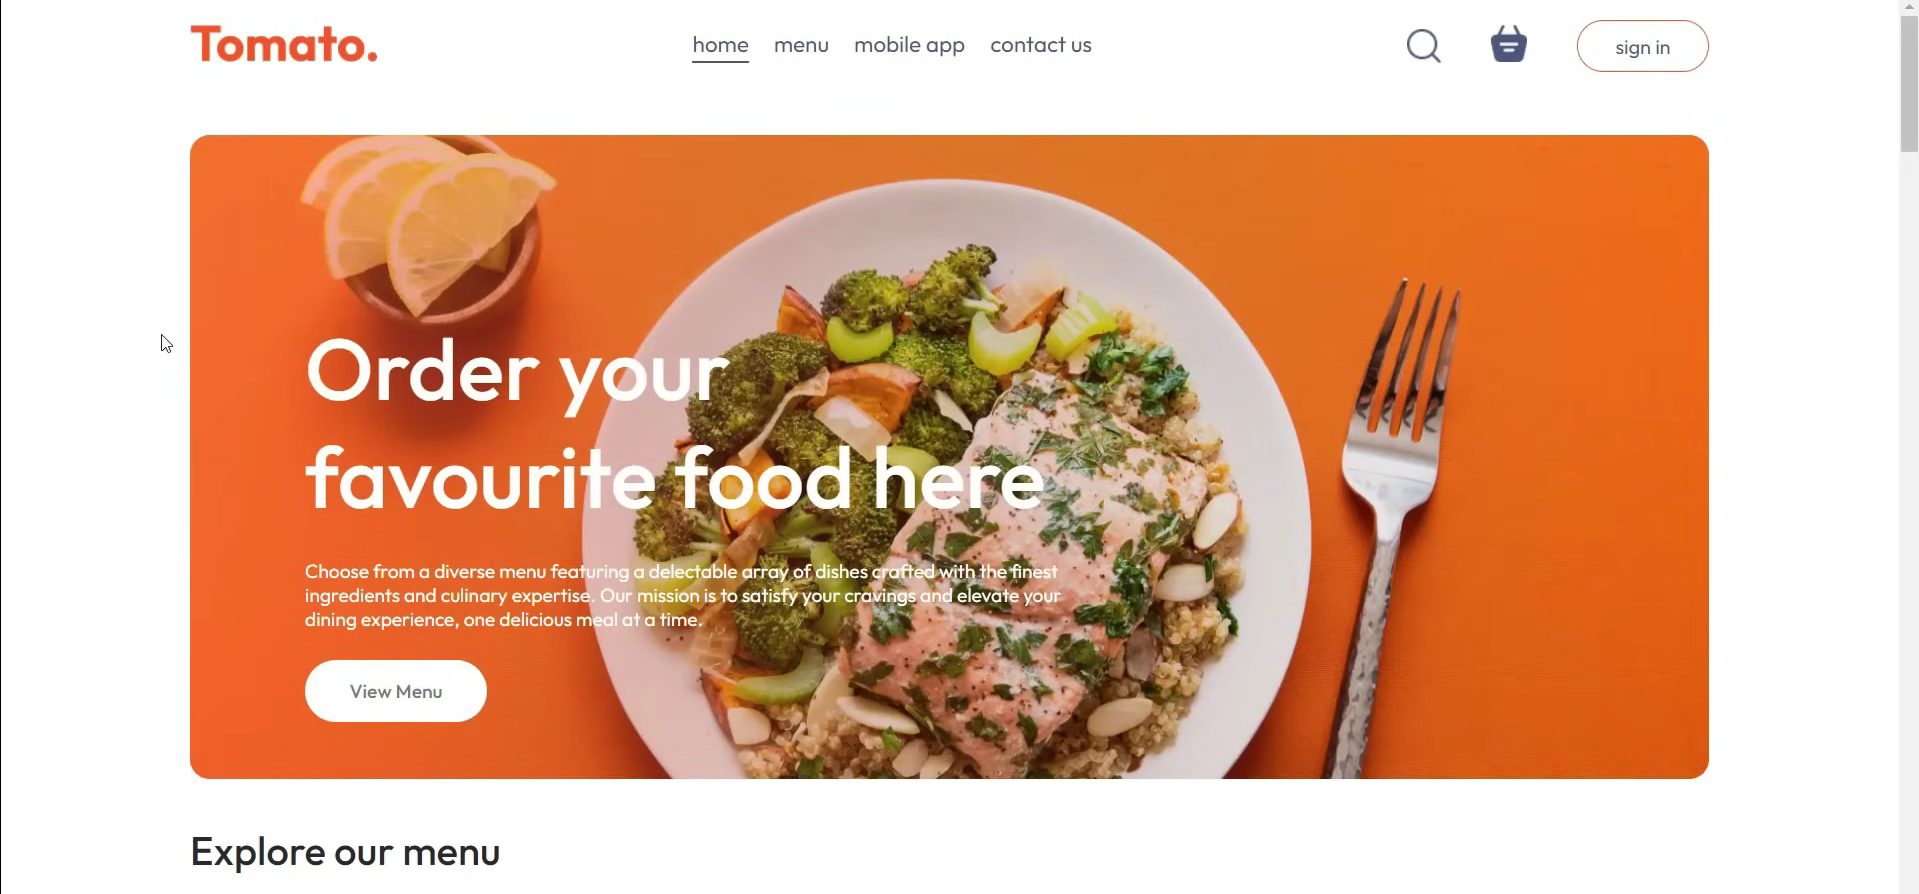 Tomato.
home menu mobile app contact us
sign in
Order your
favourite food here
Choose from a diverse menu featuring a delectable array of dishes crafted with the finest
ingredients and culinary expertise. Our mission is to satisfy your cravings and elevate your
dining experience, one delicious meal at a time.
View Menu
Explore our menu